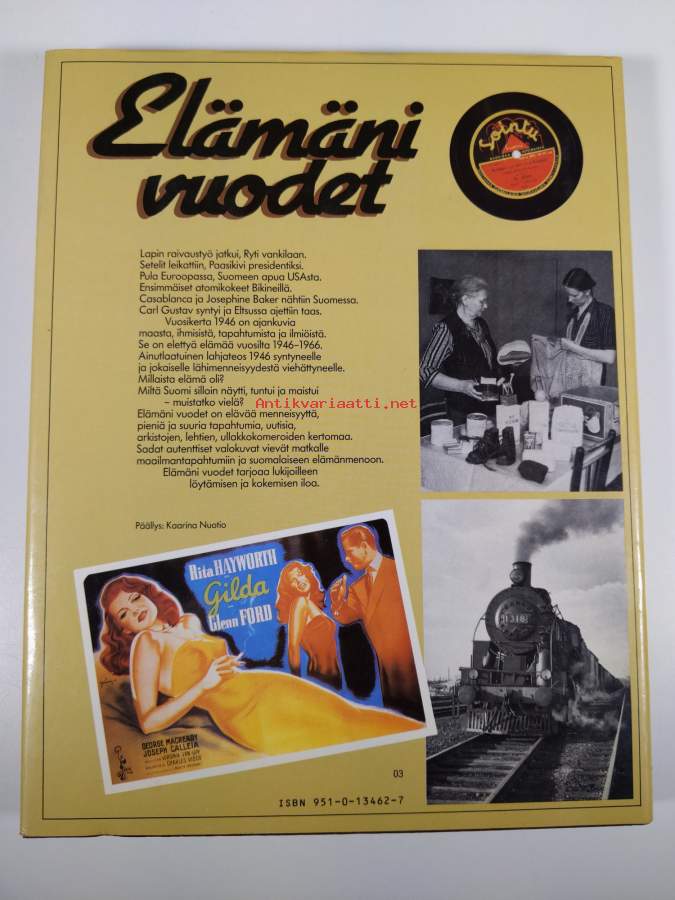 Elämäni
vuodet
Sointu
Lapin raivaustyö jatkui, Ryti vankilaan.
Setelit leikattiin, Paasikivi presidentiksi.
Pula Euroopassa, Suomeen apua USAsta.
Ensimmäiset atomikokeet Bikineillä.
Casablanca ja Josephine Baker nähtiin Suomessa.
Carl Gustav syntyi ja Eltsussa ajettiin taas.
Vuosikerta 1946 on ajankuvia
maasta, ihmisistä, tapahtumista ja ilmiöistä.
Se on elettyä elämää vuosilta 1946–1966.
Ainutlaatuinen lahjateos 1946 syntyneelle
ja jokaiselle lähimenneisyydestä viehättyneelle.
Millaista elämä oli?
Miltä Suomi silloin näytti, tuntui ja maistui
– muistatko vielä?
Antikvariaatti.net
Elämäni vuodet on elävää menneisyyttä,
pieniä ja suuria tapahtumia, uutisia,
arkistojen, lehtien, ullakkokomeroiden kertomaa.
Sadat autenttiset valokuvat vievät matkalle
maailmantapahtumiin ja suomalaiseen elämänmenoon.
Elämäni vuodet tarjoaa lukijoilleen
löytämisen ja kokemisen iloa.
Päällys: Kaarina Nuotio
Rita HAYWORTH
Gilda
Glenn FORD
GEORGE MACREADY
JOSEPH CALLEIA
CHARLES VIDOR
1318
03
ISBN 951-0-13462-7